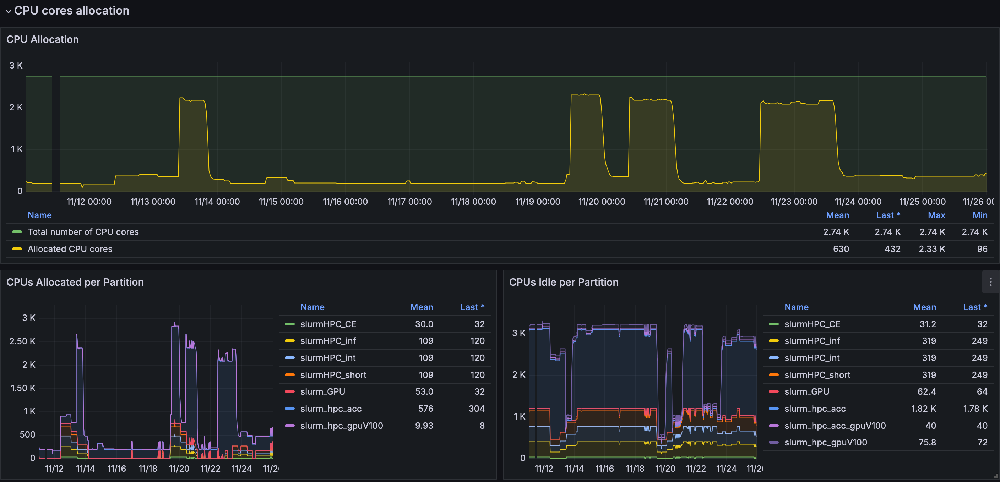 CPU cores allocation
CPU Allocation
3 K
2 K
1 K
0
11/12 00:00 11/13 00:00 11/14 00:00 11/15 00:00 11/16 00:00 11/17 00:00 11/18 00:00 11/19 00:00 11/20 00:00 11/21 00:00 11/22 00:00 11/23 00:00 11/24 00:00 11/25 00:00 11/26 0(
Name Mean Last * Max Min
Total number of CPU cores 2.74 K 2.74 K 2.74 K 2.74 K
Allocated CPU cores 630 432 2.33 K 96
CPUs Allocated per Partition
3 K
2.50 K
2 K
1.50 K
1 K
500
0
11/12 11/14 11/16 11/18 11/20 11/22 11/24 11/2
Name Mean Last *
slurmHPC_CE 30.0 32
slurmHPC_inf 109 120
slurmHPC_int 109 120
slurmHPC_short 109 120
slurm_GPU 53.0 32
slurm_hpc_acc 576 304
slurm_hpc_gpuV100 9.93 8
CPUs Idle per Partition
3 K
2 K
1 K
0
11/12 11/14 11/16 11/18 11/20 11/22 11/24 11/2
Name Mean Last *
slurmHPC_CE 31.2 32
slurmHPC_inf 319 249
slurmHPC_int 319 249
slurmHPC_short 319 249
slurm_GPU 62.4 64
slurm_hpc_acc 1.82 K 1.78 K
slurm_hpc_acc_gpuV100 40 40
slurm_hpc_gpuV100 75.8 72